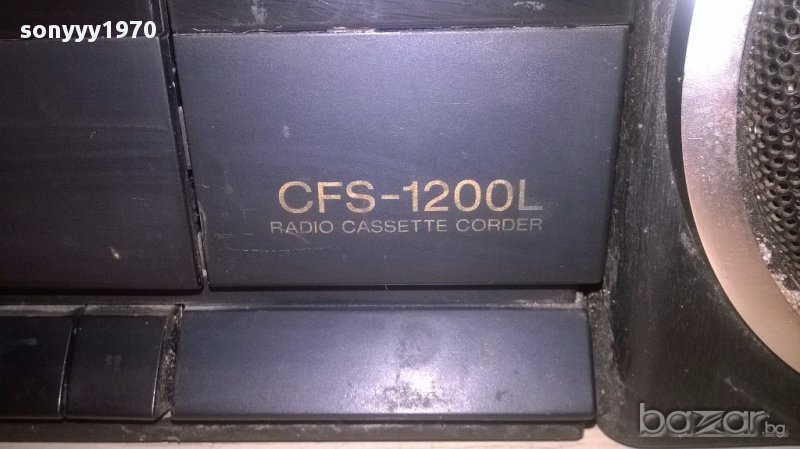 sonyyy1970
CFS-1200L
RADIO CASSETTE CORDER
bazar.bg